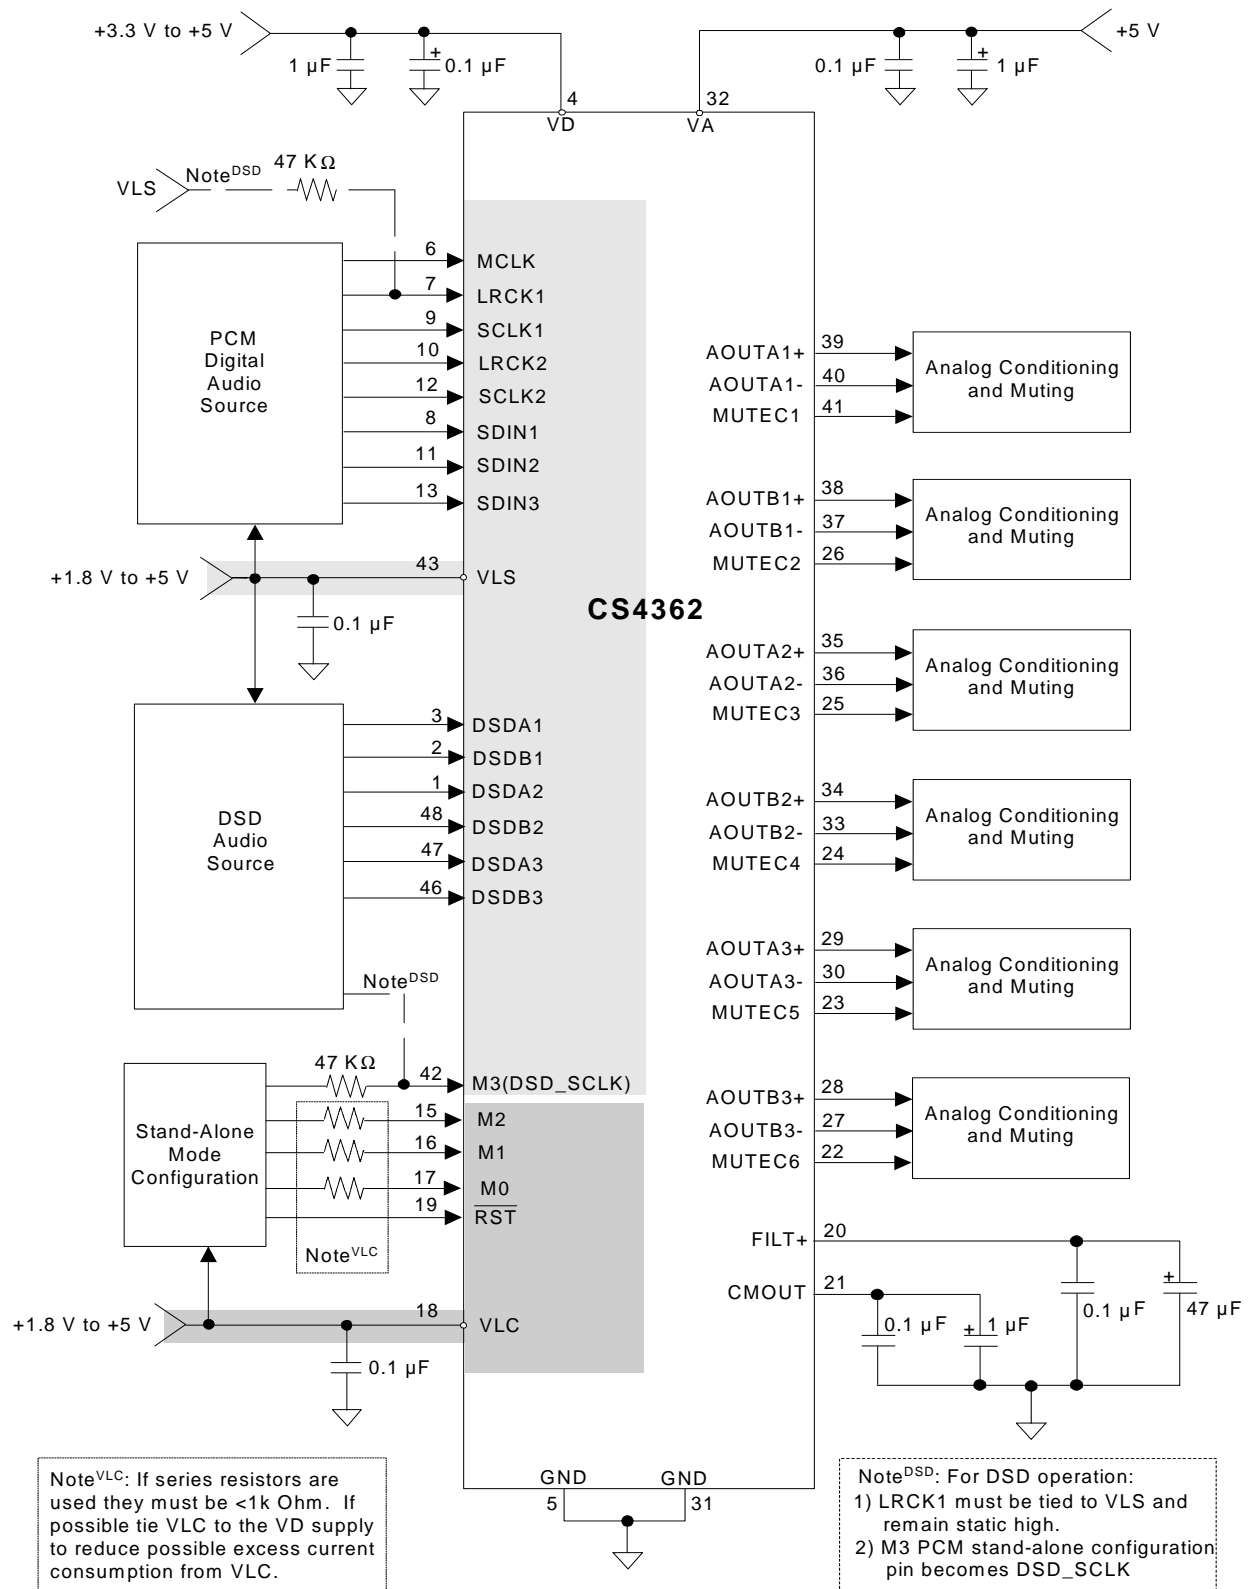 +3.3 V to +5 V
1 µF
+
0.1 µF
0.1 µF
+
1 µF
+5 V
4
VD
32
VA
VLS
Note^DSD
47 KΩ
PCM
Digital
Audio
Source
6
MCLK
7
LRCK1
9
SCLK1
10
LRCK2
12
SCLK2
8
SDIN1
11
SDIN2
13
SDIN3
+1.8 V to +5 V
43
VLS
0.1 µF
CS4362
DSD
Audio
Source
3
DSDA1
2
DSDB1
1
DSDA2
48
DSDB2
47
DSDA3
46
DSDB3
Note^DSD
Stand-Alone
Mode
Configuration
47 KΩ
42
M3(DSD_SCLK)
15
M2
16
M1
17
M0
19
RST
Note^VLC
+1.8 V to +5 V
18
VLC
0.1 µF
AOUTA1+
39
AOUTA1-
40
MUTEC1
41
Analog Conditioning
and Muting
AOUTB1+
38
AOUTB1-
37
MUTEC2
26
Analog Conditioning
and Muting
AOUTA2+
35
AOUTA2-
36
MUTEC3
25
Analog Conditioning
and Muting
AOUTB2+
34
AOUTB2-
33
MUTEC4
24
Analog Conditioning
and Muting
AOUTA3+
29
AOUTA3-
30
MUTEC5
23
Analog Conditioning
and Muting
AOUTB3+
28
AOUTB3-
27
MUTEC6
22
Analog Conditioning
and Muting
FILT+
20
CMOUT
21
0.1 µF
+
1 µF
0.1 µF
+
47 µF
GND
5
GND
31
Note^VLC: If series resistors are
used they must be <1k Ohm. If
possible tie VLC to the VD supply
to reduce possible excess current
consumption from VLC.
Note^DSD: For DSD operation:
1) LRCK1 must be tied to VLS and
remain static high.
2) M3 PCM stand-alone configuration
pin becomes DSD_SCLK